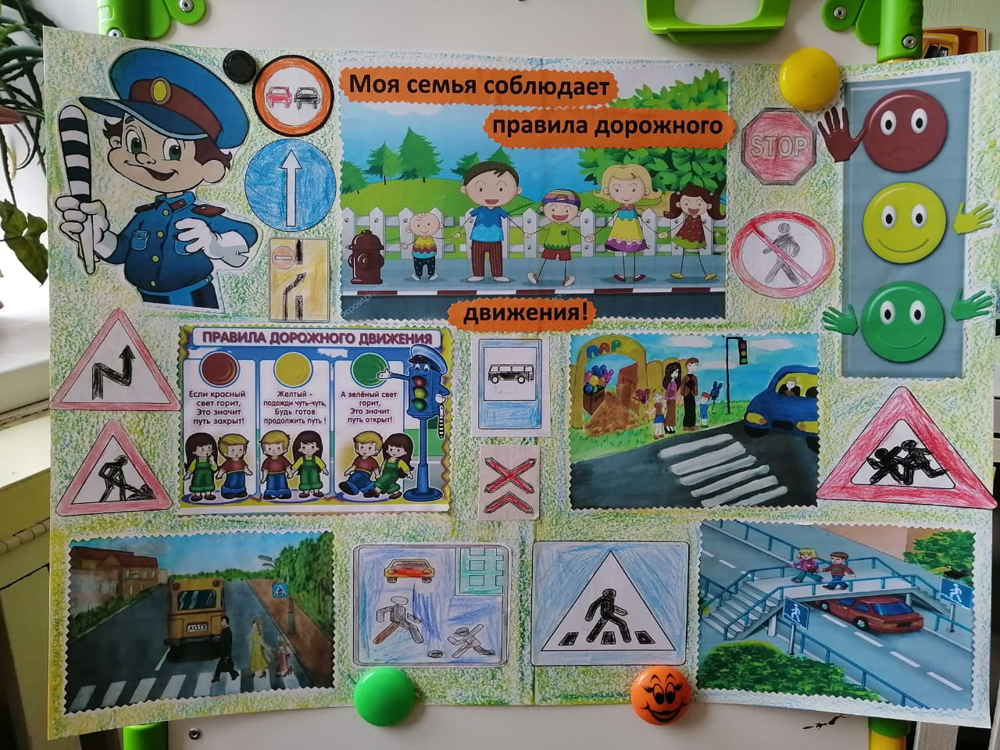 Моя семья соблюдает
правила дорожного
движения!
STOP
ПРАВИЛА ДОРОЖНОГО ДВИЖЕНИЯ
Если красный
свет горит,
Это значит
путь закрыт!
Желтый -
подожди чуть-чуть,
Будь готов
продолжить путь !
А зелёный свет
горит,
Это значит
путь открыт!
ПАР